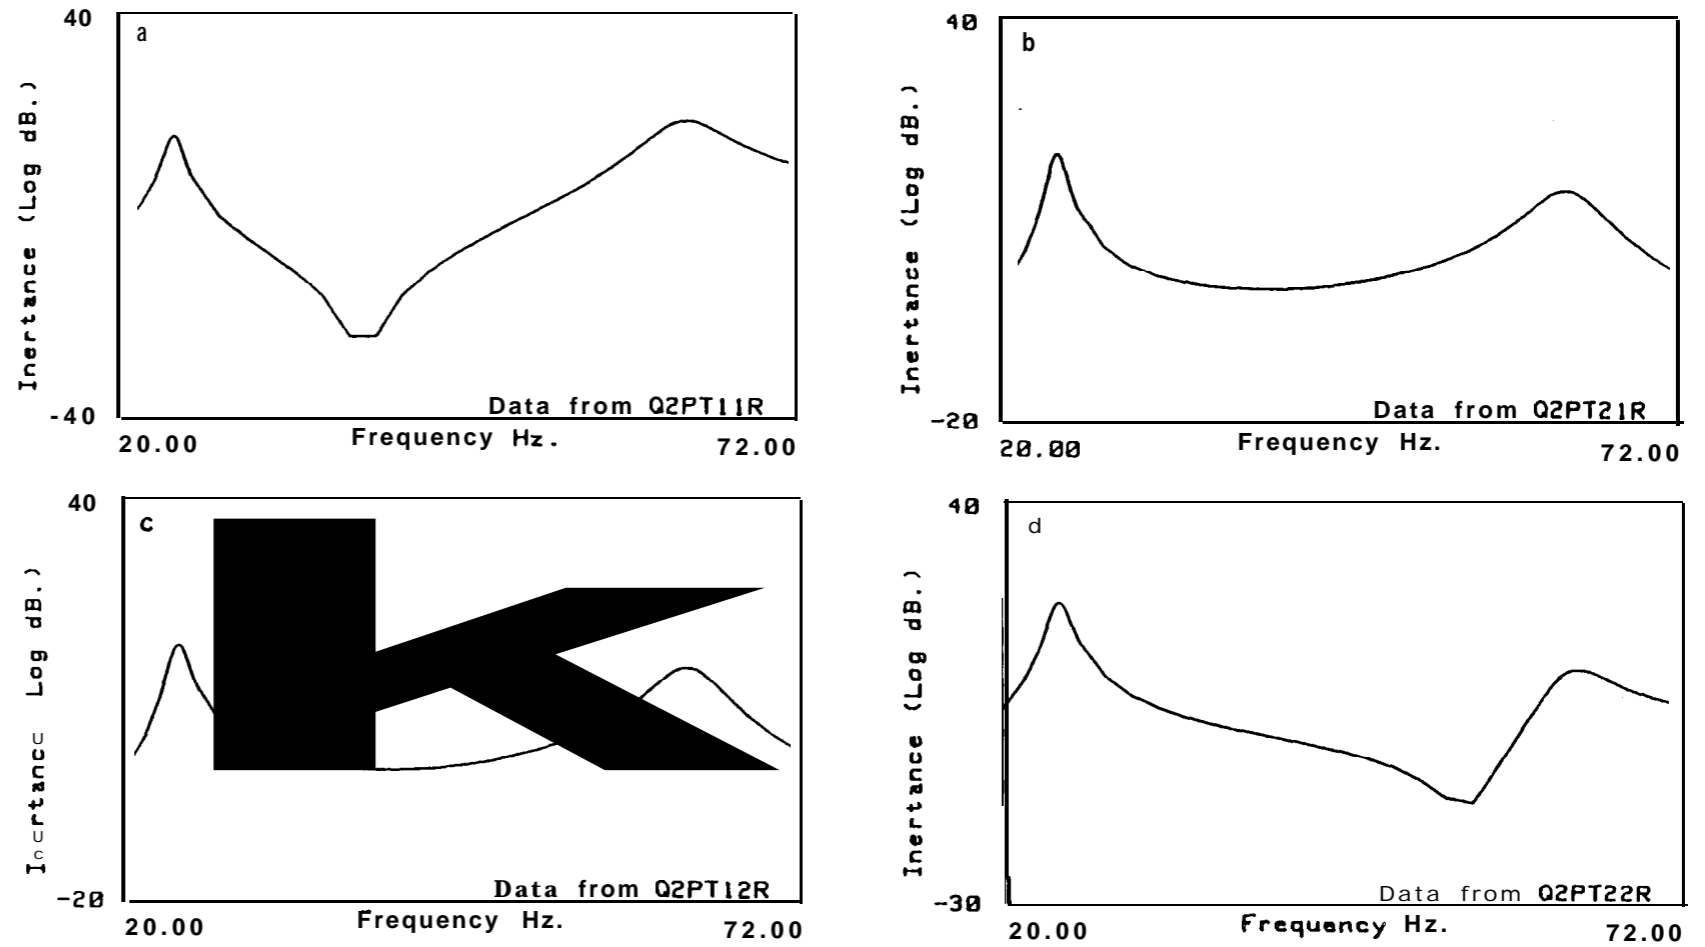 40
a
Inertance (Log dB.)
-40
Data from Q2PT11R
20.00
Frequency Hz.
72.00
40
b
Inertance (Log dB.)
-20
Data from Q2PT21R
20.00
Frequency Hz.
72.00
40
c
Log dB.)
-20
Data from Q2PT12R
20.00
Frequency Hz.
72.00
40
d
Inertance (Log dB.)
-30
Data from Q2PT22R
20.00
Frequency Hz.
72.00